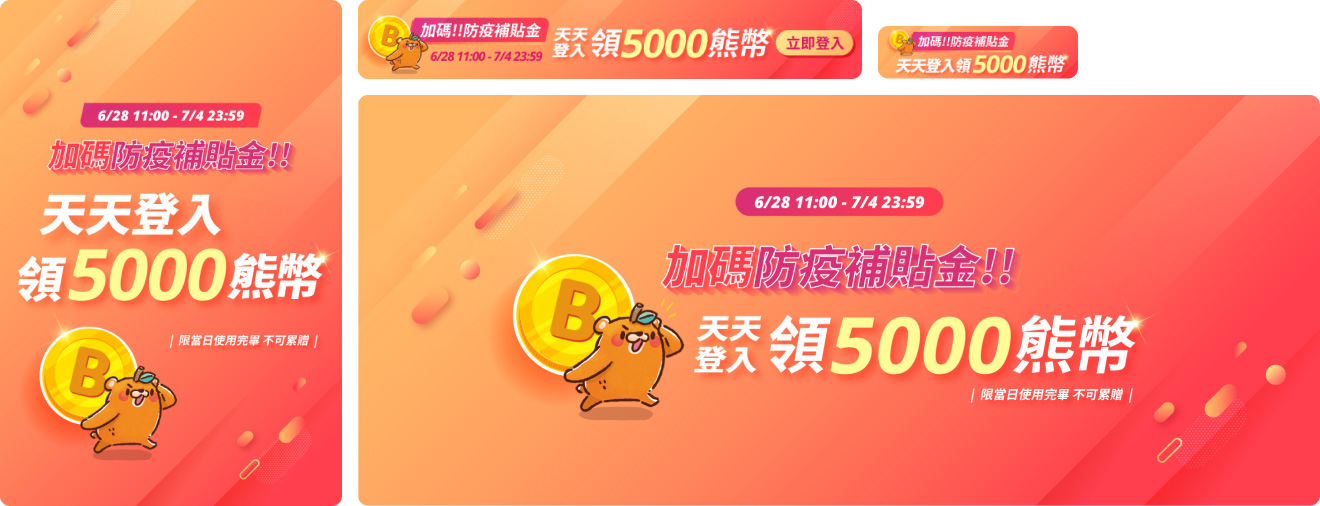 6/28 11:00 - 7/4 23:59
加碼防疫補貼金!!
天天登入
領5000熊幣
| 限當日使用完畢 不可累贈 |
B
B
加碼!!防疫補貼金
6/28 11:00 - 7/4 23:59
天天
登入
領5000熊幣
立即登入
B
加碼!!防疫補貼金
天天登入領5000熊幣
6/28 11:00 - 7/4 23:59
加碼防疫補貼金!!
B
天天
登入
領5000熊幣
| 限當日使用完畢 不可累贈 |